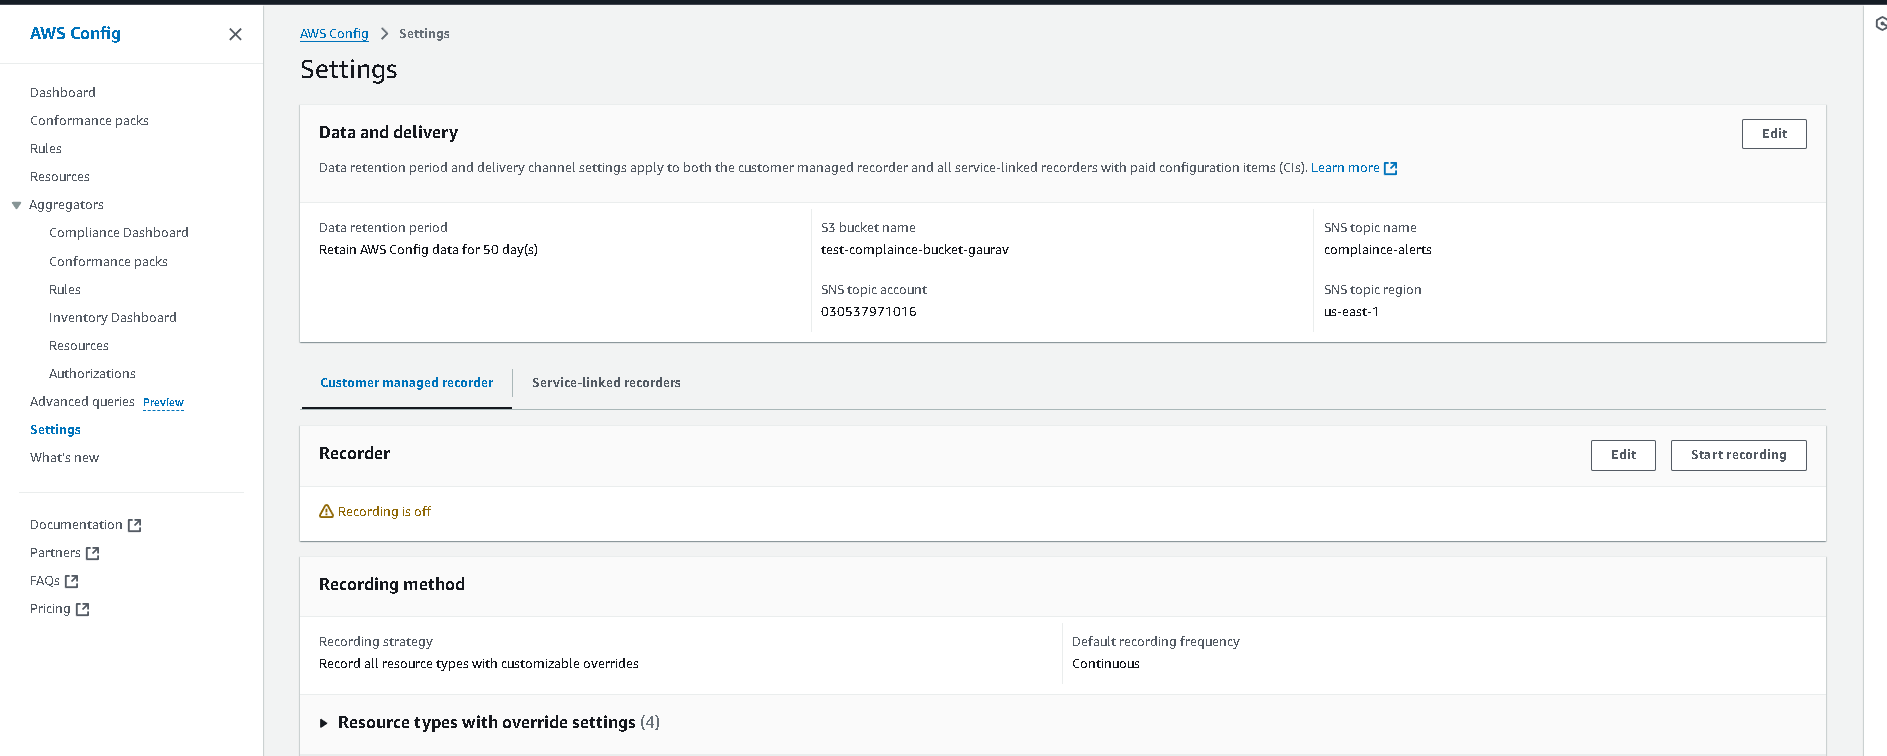 AWS Config
Dashboard
Conformance packs
Rules
Resources
Aggregators
Compliance Dashboard
Conformance packs
Rules
Inventory Dashboard
Resources
Authorizations
Advanced queries Preview
Settings
What's new
Documentation
Partners
FAQs
Pricing
AWS Config > Settings
Settings
Data and delivery
Edit
Data retention period and delivery channel settings apply to both the customer managed recorder and all service-linked recorders with paid configuration items (CIs). Learn more
Data retention period
Retain AWS Config data for 50 day(s)
S3 bucket name
test-complaince-bucket-gaurav
SNS topic account
030537971016
SNS topic name
complaince-alerts
SNS topic region
us-east-1
Customer managed recorder
Service-linked recorders
Recorder
Edit
Start recording
Recording is off
Recording method
Recording strategy
Record all resource types with customizable overrides
Default recording frequency
Continuous
Resource types with override settings (4)